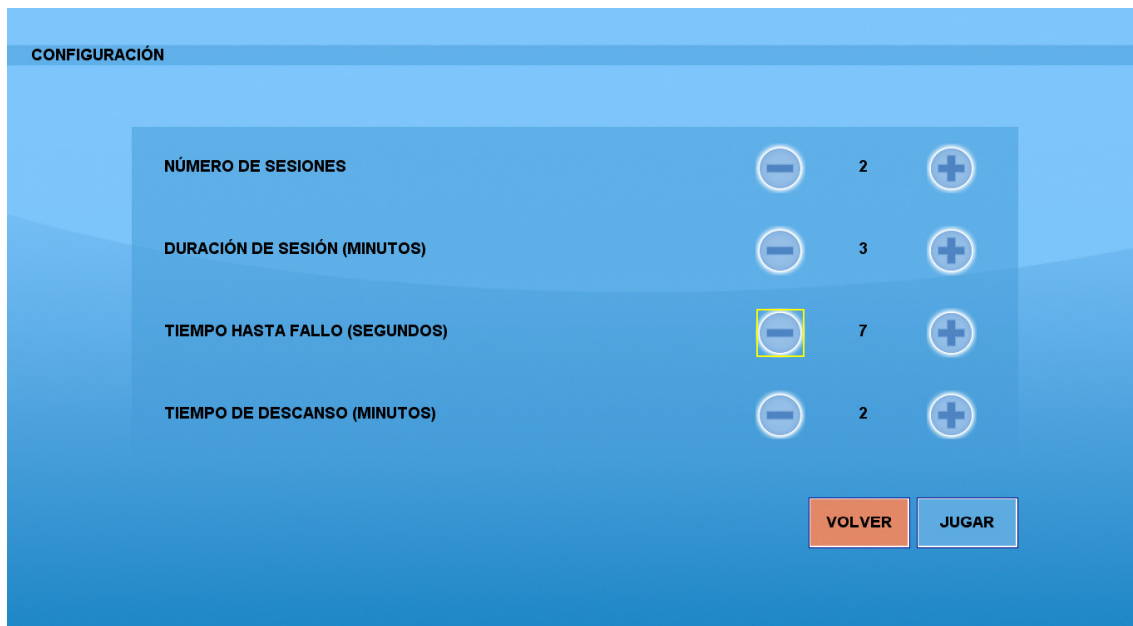 CONFIGURACIÓN
NÚMERO DE SESIONES 2
DURACIÓN DE SESIÓN (MINUTOS) 3
TIEMPO HASTA FALLO (SEGUNDOS) 7
TIEMPO DE DESCANSO (MINUTOS) 2
VOLVER JUGAR